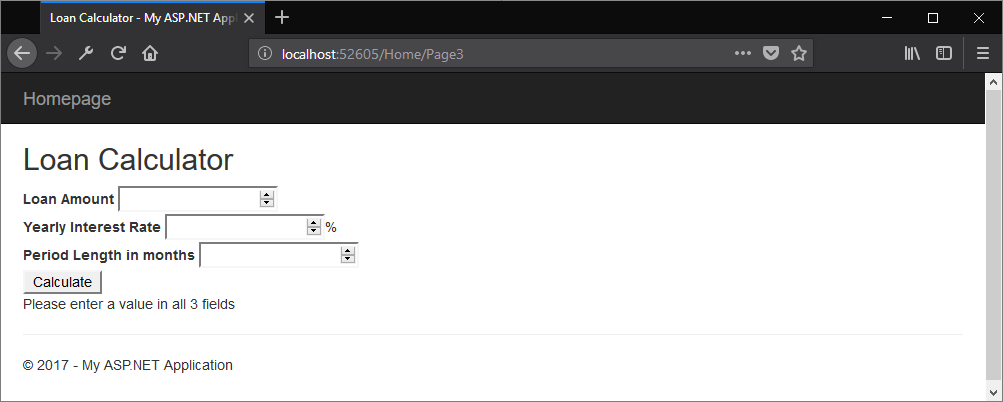 Loan Calculator - My ASP.NET Appl
localhost:52605/Home/Page3
Homepage
Loan Calculator
Loan Amount
Yearly Interest Rate %
Period Length in months
Calculate
Please enter a value in all 3 fields
© 2017 - My ASP.NET Application